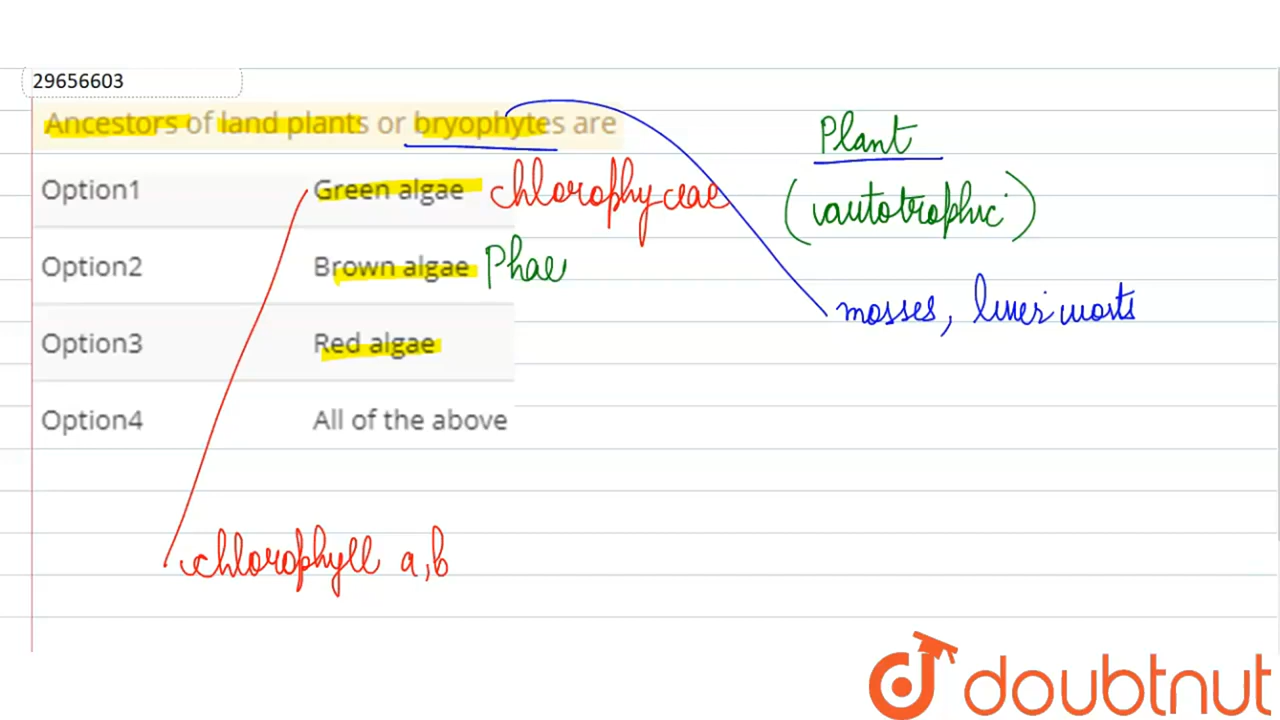 29656603
Ancestors of land plants or bryophytes are
Plant
Option1 Green algae chlorophyceae
(autotrophic)
Option2 Brown algae Phae
mosses, liverworts
Option3 Red algae
Option4 All of the above
chlorophyll a,b
doubtnut